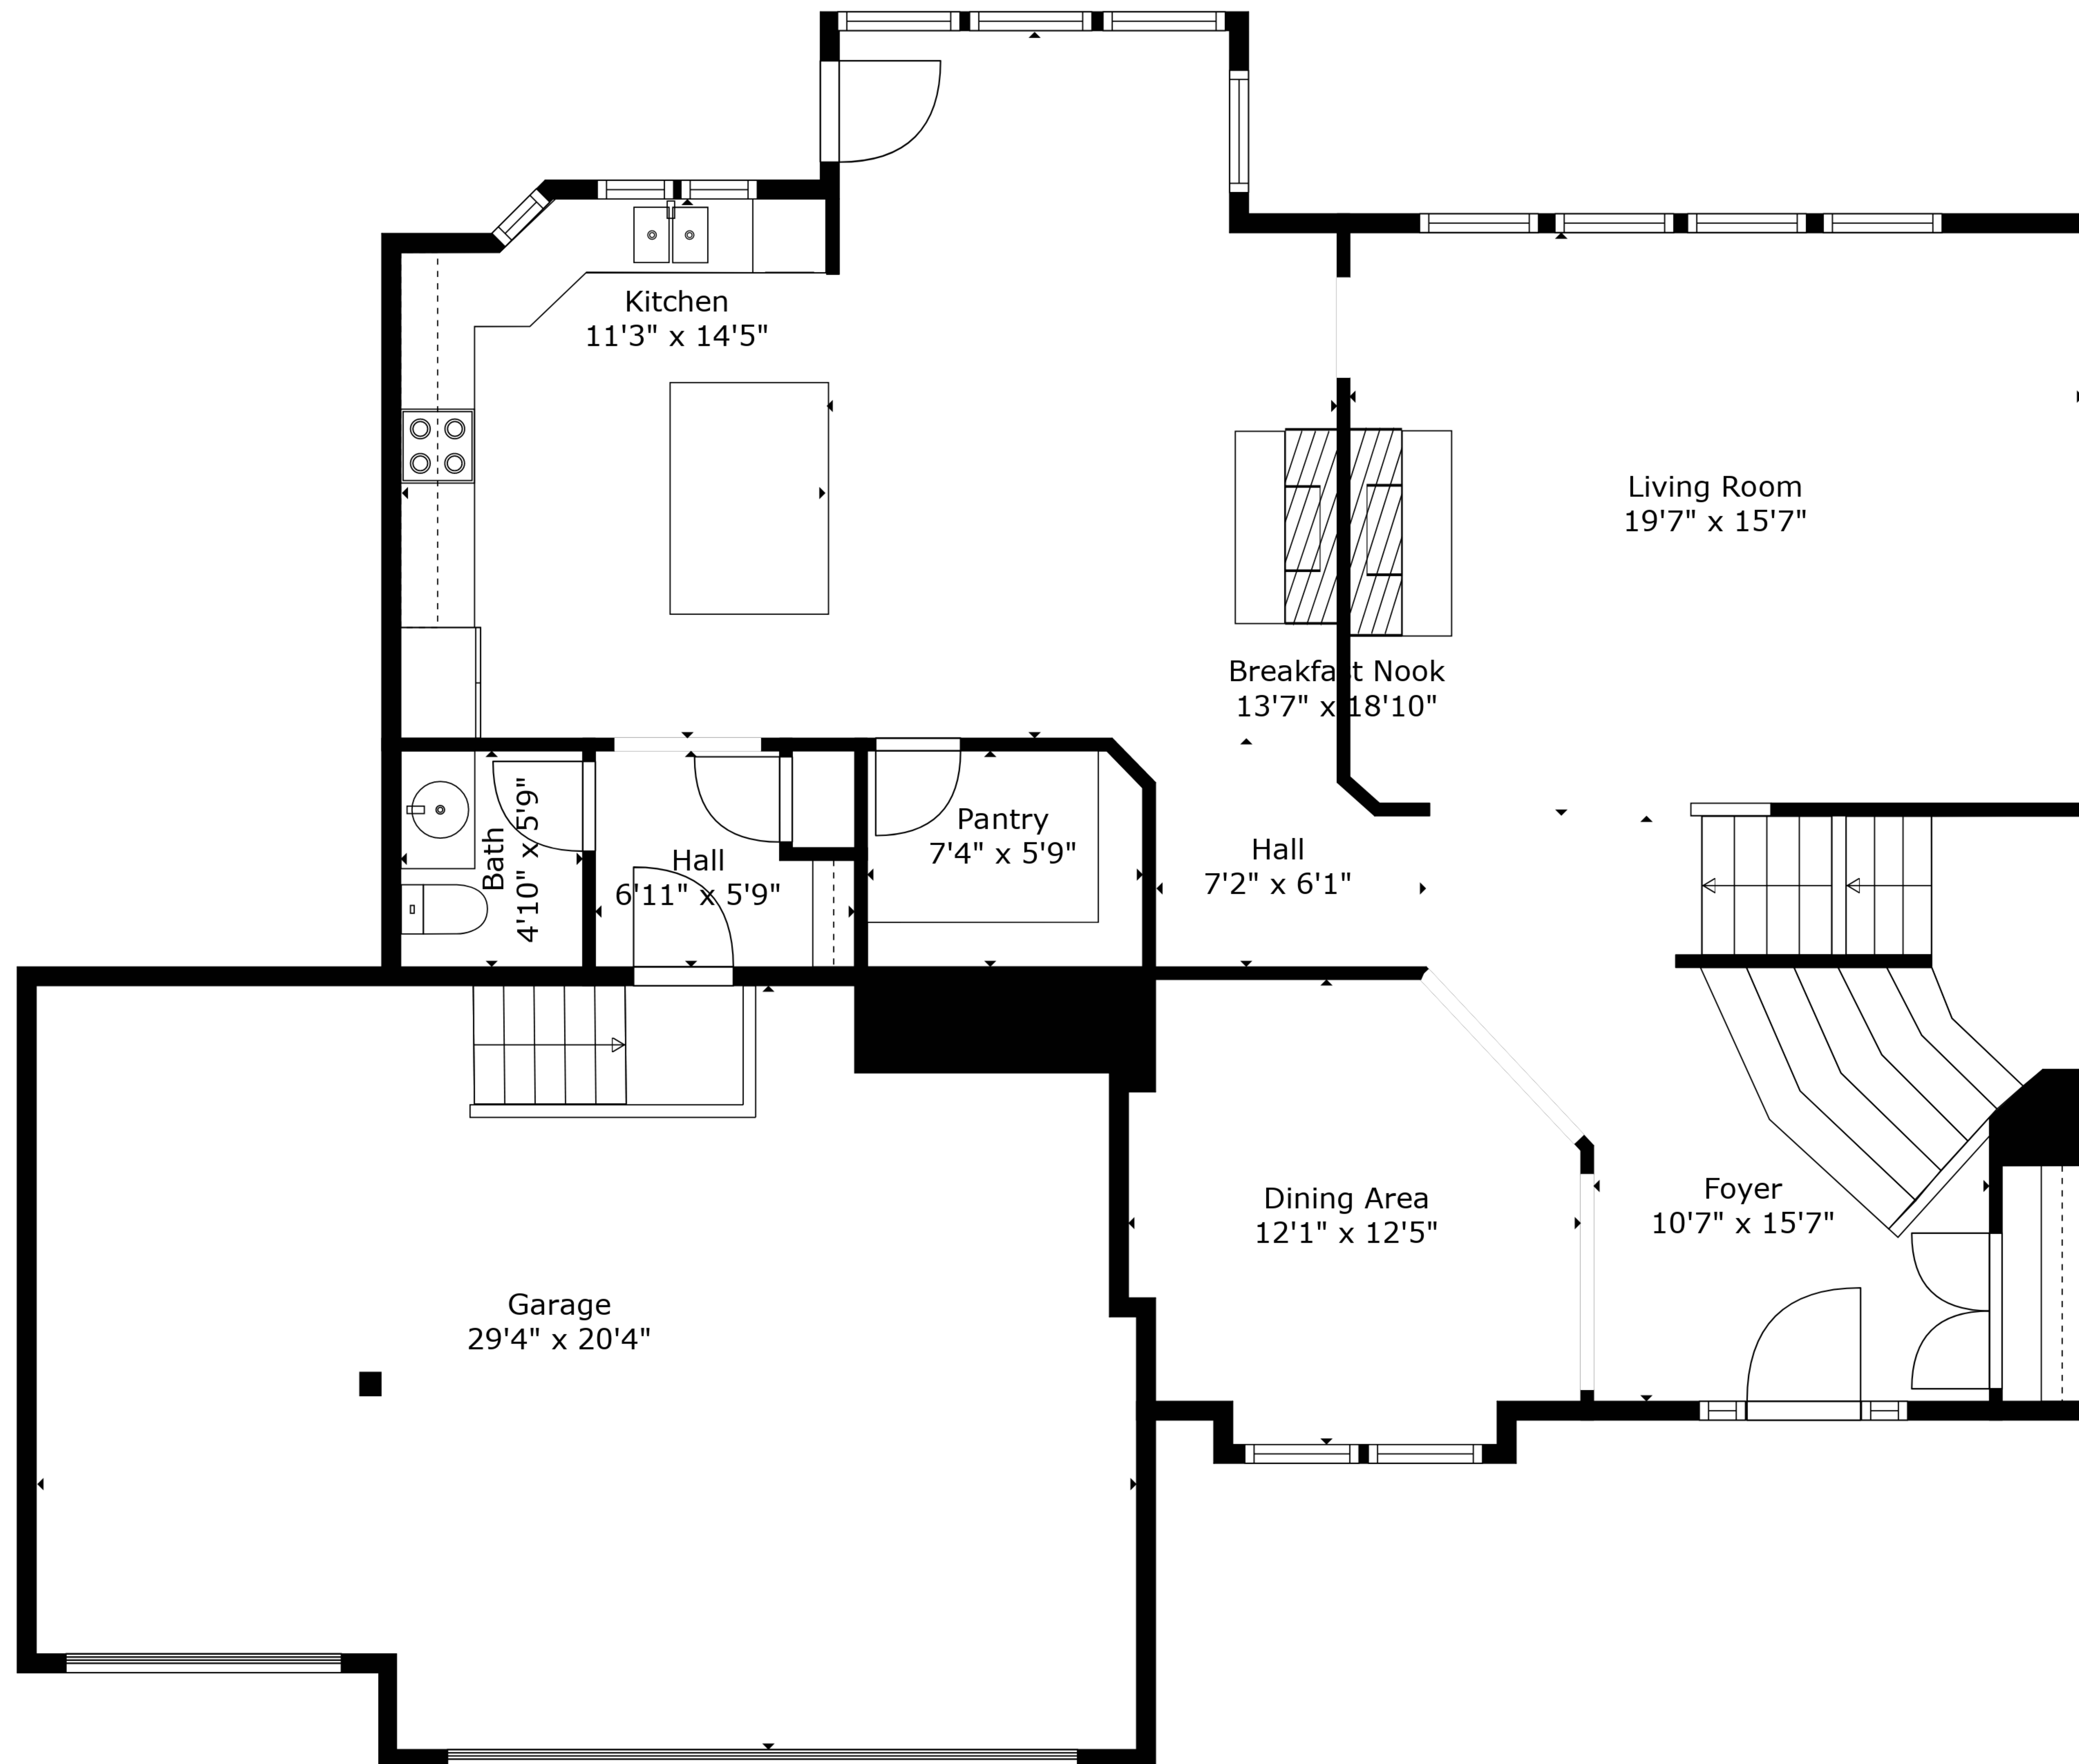 Kitchen
11'3" x 14'5"
Living Room
19'7" x 15'7"
Breakfast Nook
13'7" x 18'10"
Bath
4'10" x 5'9"
Hall
6'11" x 5'9"
Pantry
7'4" x 5'9"
Hall
7'2" x 6'1"
Dining Area
12'1" x 12'5"
Foyer
10'7" x 15'7"
Garage
29'4" x 20'4"